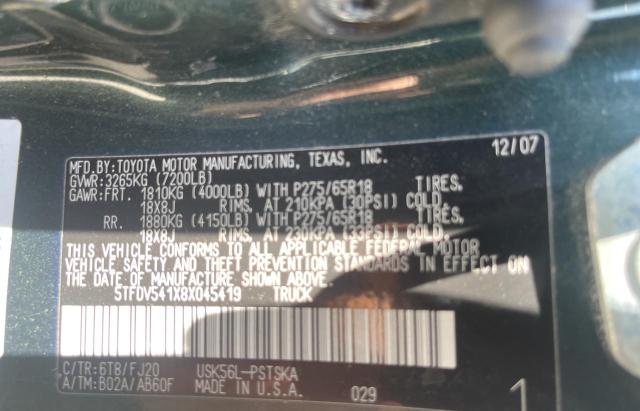 MFD.BY:TOYOTA MOTOR MANUFACTURING, TEXAS, INC. 12/07
GVWR:3265KG (7200LB)
GAWR:FRT. 1810KG (4000LB) WITH P275/65R18 TIRES.
18X8J RIMS, AT 210KPA (30PSI) COLD.
RR. 1880KG (4150LB) WITH P275/65R18 TIRES.
18X8J RIMS, AT 230KPA (33PSI) COLD.
THIS VEHICLE CONFORMS TO ALL APPLICABLE FEDERAL MOTOR
VEHICLE SAFETY AND THEFT PREVENTION STANDARDS IN EFFECT ON
THE DATE OF MANUFACTURE SHOWN ABOVE.
5TFDV541X8X045419 TRUCK
C/TR:6T8/FJ20 USK56L-PSTSKA
A/TM:B02A/AB60F MADE IN U.S.A. 029 1